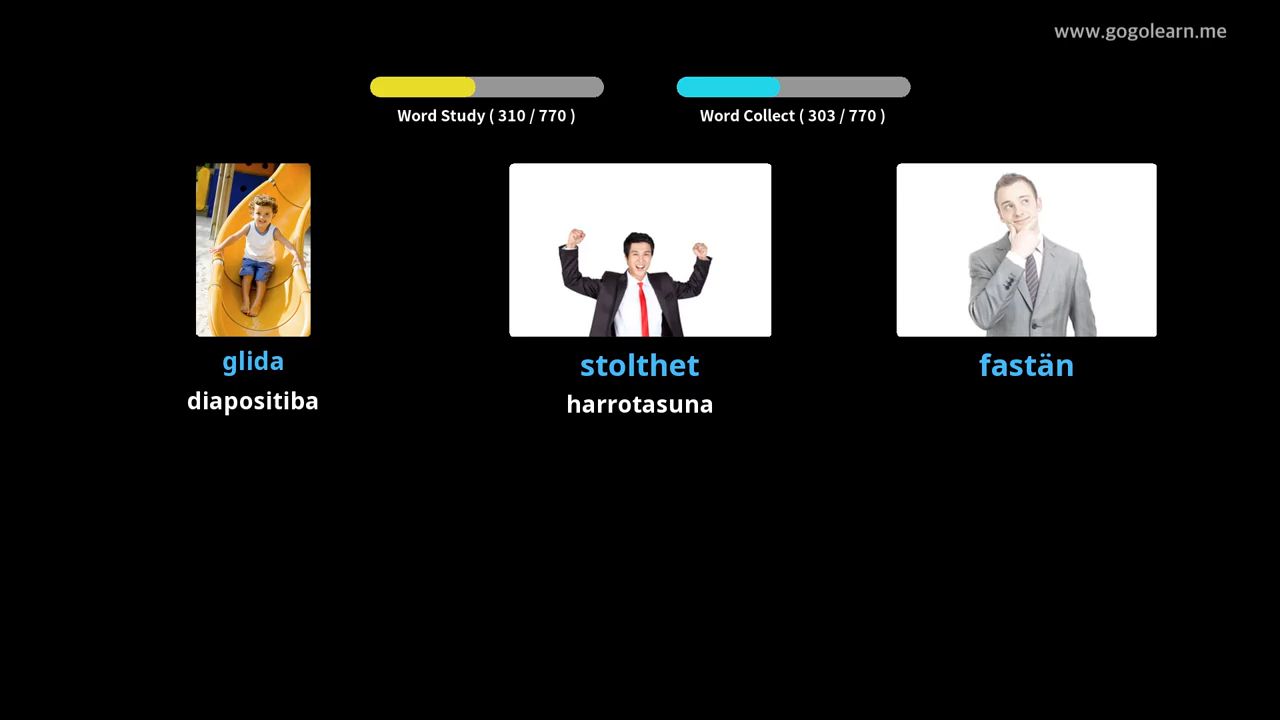 www.gogolearn.me
Word Study ( 310 / 770 )
Word Collect ( 303 / 770 )
glida
stolthet
fastän
diapositiba
harrotasuna